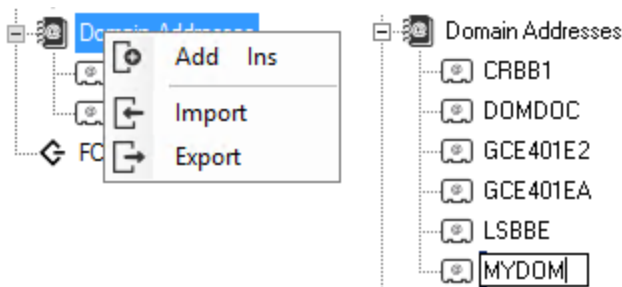 Domain Addresses
Add Ins
Import
Export
FC
Domain Addresses
CRBB1
DOMDOC
GCE401E2
GCE401EA
LSBBE
MYDOM